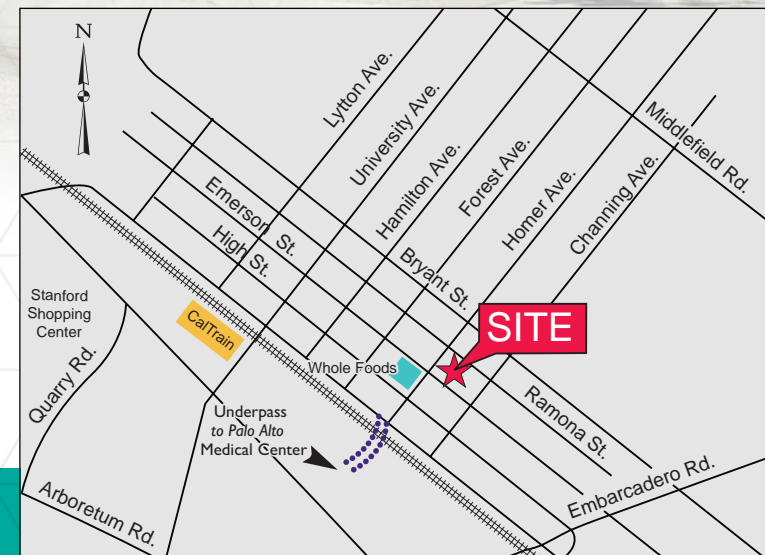 N
Lytton Ave.
University Ave.
Hamilton Ave.
Forest Ave.
Homer Ave.
Channing Ave.
Middlefield Rd.
Emerson St.
High St.
Bryant St.
Stanford
Shopping
Center
CalTrain
SITE
Whole Foods
Quarry Rd.
Underpass
to Palo Alto
Medical Center
Ramona St.
Embarcadero Rd.
Arboretum Rd.